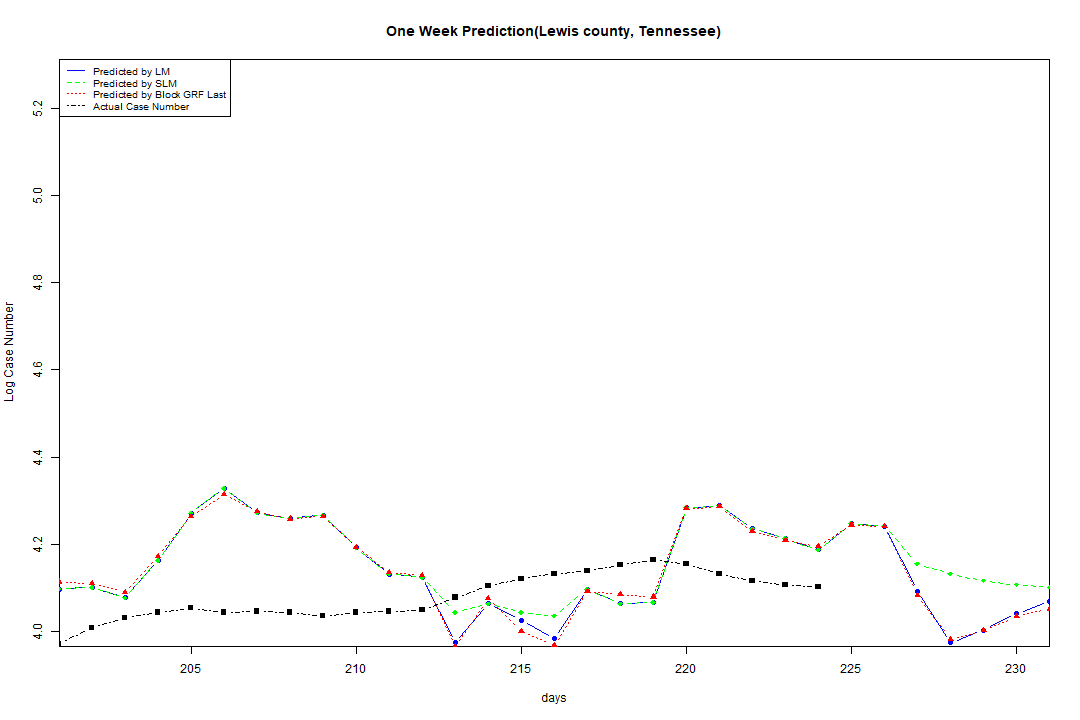 One Week Prediction(Lewis county, Tennessee)
Predicted by LM
Predicted by SLM
Predicted by Block GRF Last
Actual Case Number
5.2
5.0
4.8
4.6
4.4
4.2
4.0
Log Case Number
205 210 215 220 225 230
days